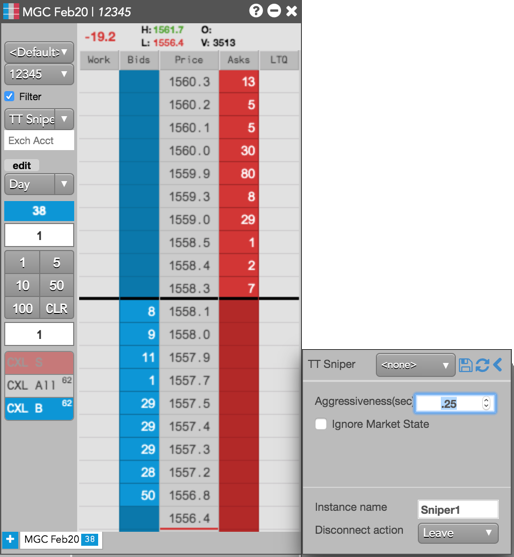 MGC Feb20 | 12345
<Default>
12345
Filter
TT Snipe
Exch Acct
edit
Day
38
1
1 5
10 50
100 CLR
1
CXL S
CXL All 62
CXL B 62
-19.2 H: 1561.7 O:
L: 1556.4 V: 3513
Work Bids Price Asks LTQ
1560.3 13
1560.2 5
1560.1 5
1560.0 30
1559.9 80
1559.3 8
1559.0 29
1558.5 1
1558.4 2
1558.3 7
8 1558.1
9 1558.0
11 1557.9
1 1557.7
29 1557.5
29 1557.4
29 1557.3
28 1557.2
50 1556.8
1556.4
MGC Feb20 38
TT Sniper <none>
Aggressiveness(sec .25
Ignore Market State
Instance name Sniper1
Disconnect action Leave